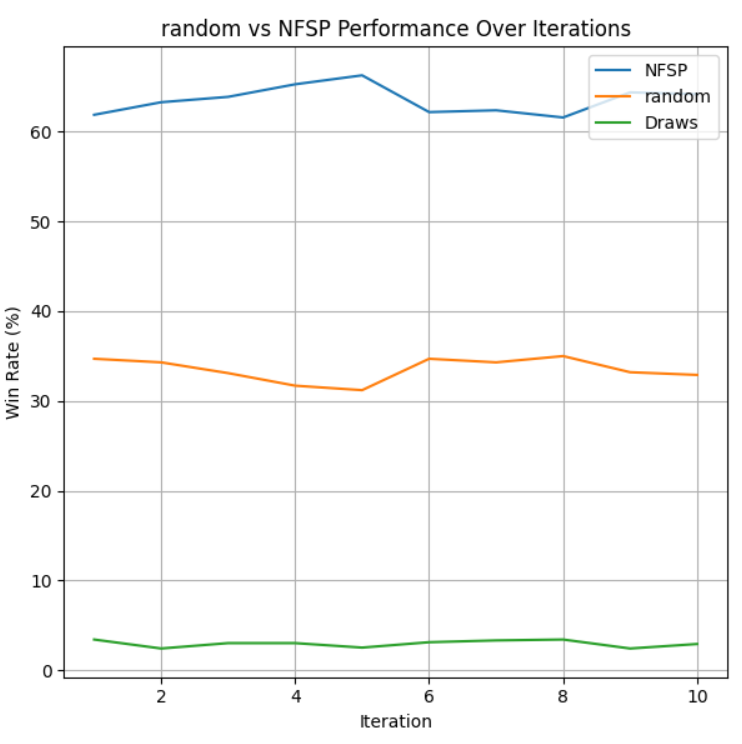 random vs NFSP Performance Over Iterations
NFSP
random
Draws
60
50
40
30
20
10
0
Win Rate (%)
2 4 6 8 10
Iteration